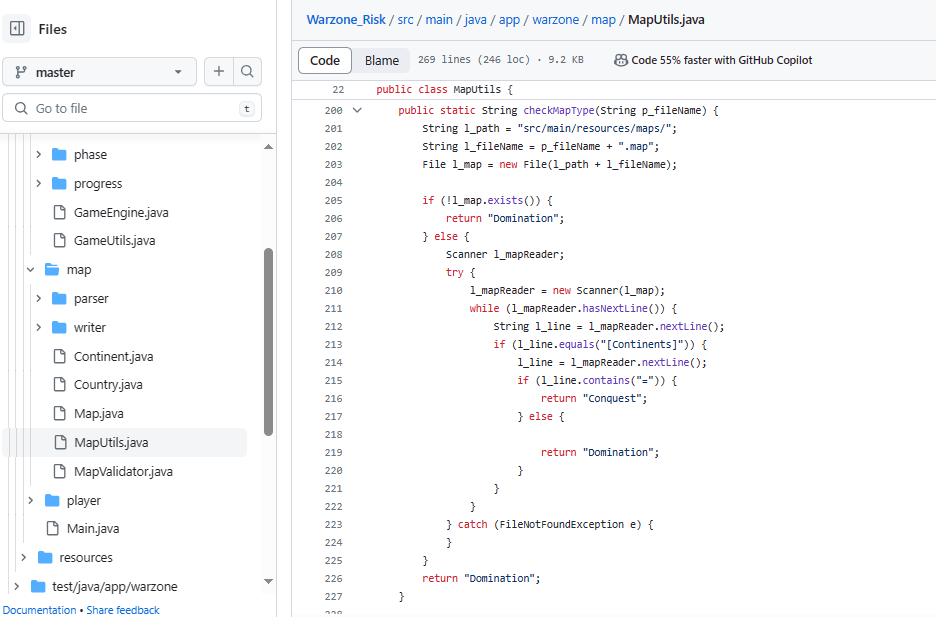 Files
master
Go to file
t
phase
progress
GameEngine.java
GameUtils.java
map
parser
writer
Continent.java
Country.java
Map.java
MapUtils.java
MapValidator.java
player
Main.java
resources
test/java/app/warzone
Documentation • Share feedback
Warzone_Risk / src / main / java / app / warzone / map / MapUtils.java
Code Blame 269 lines (246 loc) · 9.2 KB Code 55% faster with GitHub Copilot
22 public class MapUtils {
200 public static String checkMapType(String p_fileName) {
201 String l_path = "src/main/resources/maps/";
202 String l_fileName = p_fileName + ".map";
203 File l_map = new File(l_path + l_fileName);
204
205 if (!l_map.exists()) {
206 return "Domination";
207 } else {
208 Scanner l_mapReader;
209 try {
210 l_mapReader = new Scanner(l_map);
211 while (l_mapReader.hasNextLine()) {
212 String l_line = l_mapReader.nextLine();
213 if (l_line.equals("[Continents]")) {
214 l_line = l_mapReader.nextLine();
215 if (l_line.contains("=")) {
216 return "Conquest";
217 } else {
218
219 return "Domination";
220 }
221 }
222 }
223 } catch (FileNotFoundException e) {
224 }
225 }
226 return "Domination";
227 }